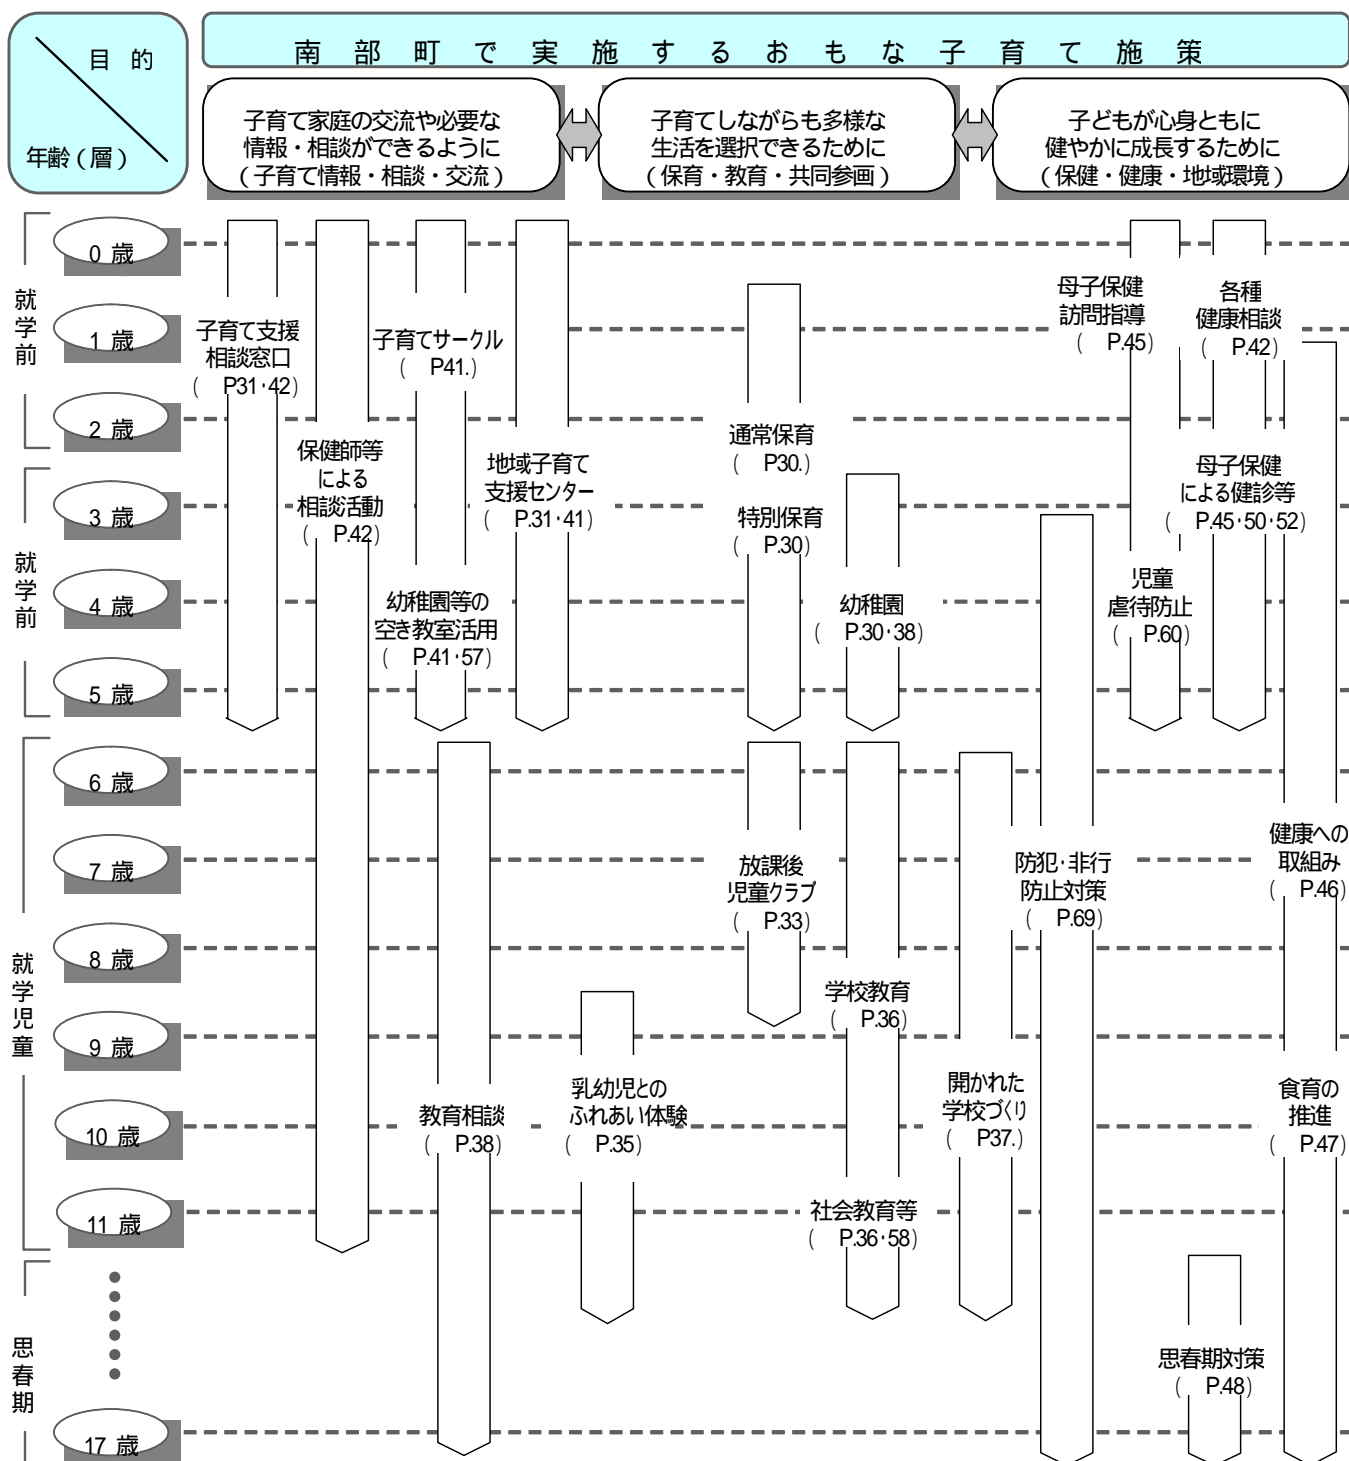 目 的
年齢（層）
南 部 町 で 実 施 す る お も な 子 育 て 施 策
子育て家庭の交流や必要な
情報・相談ができるように
（子育て情報・相談・交流）
子育てしながらも多様な
生活を選択できるために
（保育・教育・共同参画）
子どもが心身ともに
健やかに成長するために
（保健・健康・地域環境）
就学前
0 歳
1 歳
2 歳
就学前
3 歳
4 歳
5 歳
就学児童
6 歳
7 歳
8 歳
9 歳
10 歳
11 歳
思春期
17 歳
子育て支援
相談窓口
（ P31・42）
保健師等
による
相談活動
（ P.42）
子育てサークル
（ P41.）
幼稚園等の
空き教室活用
（ P.41・57）
地域子育て
支援センター
（ P.31・41）
教育相談
（ P.38）
乳幼児との
ふれあい体験
（ P.35）
通常保育
（ P30.）
特別保育
（ P.30）
幼稚園
（ P.30・38）
放課後
児童クラブ
（ P.33）
学校教育
（ P.36）
社会教育等
（ P.36・58）
開かれた
学校づくり
（ P37.）
防犯・非行
防止対策
（ P.69）
母子保健
訪問指導
（ P.45）
児童
虐待防止
（ P.60）
各種
健康相談
（ P.42）
母子保健
による健診等
（ P.45・50・52）
健康への
取組み
（ P.46）
食育の
推進
（ P.47）
思春期対策
（ P.48）